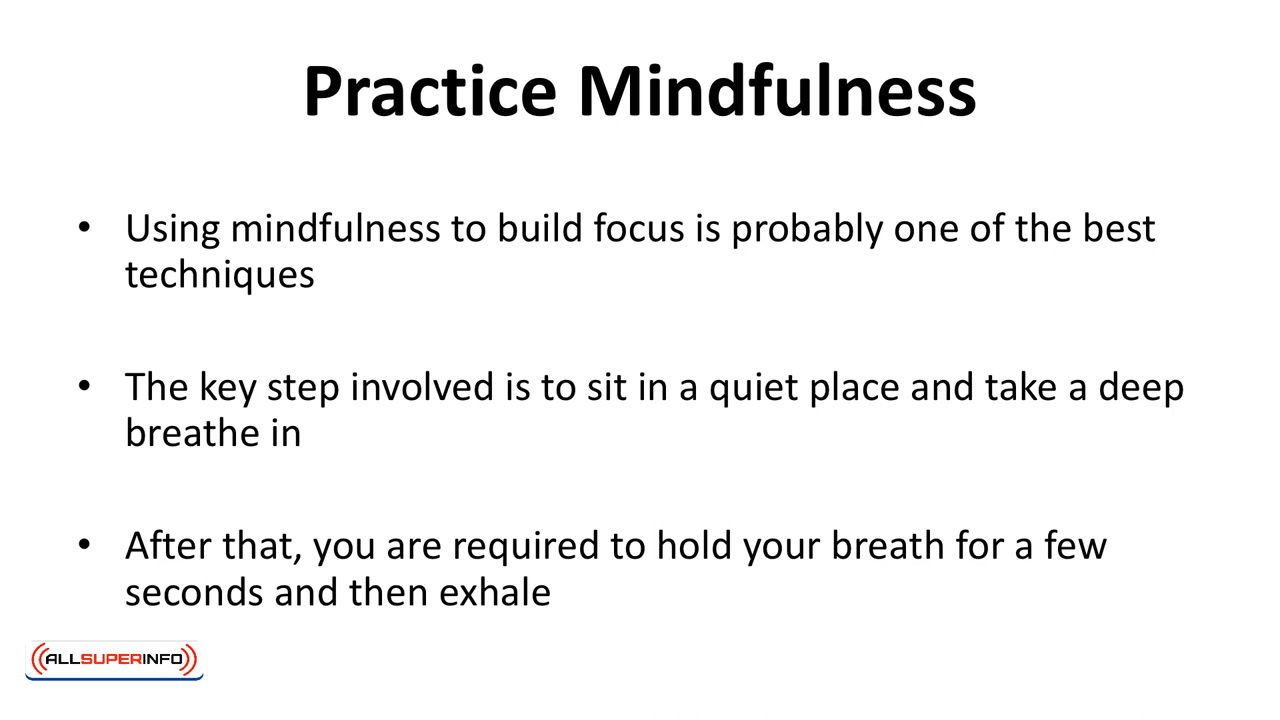 Practice Mindfulness
• Using mindfulness to build focus is probably one of the best
techniques
• The key step involved is to sit in a quiet place and take a deep
breathe in
• After that, you are required to hold your breath for a few
seconds and then exhale
ALLSUPERINFO